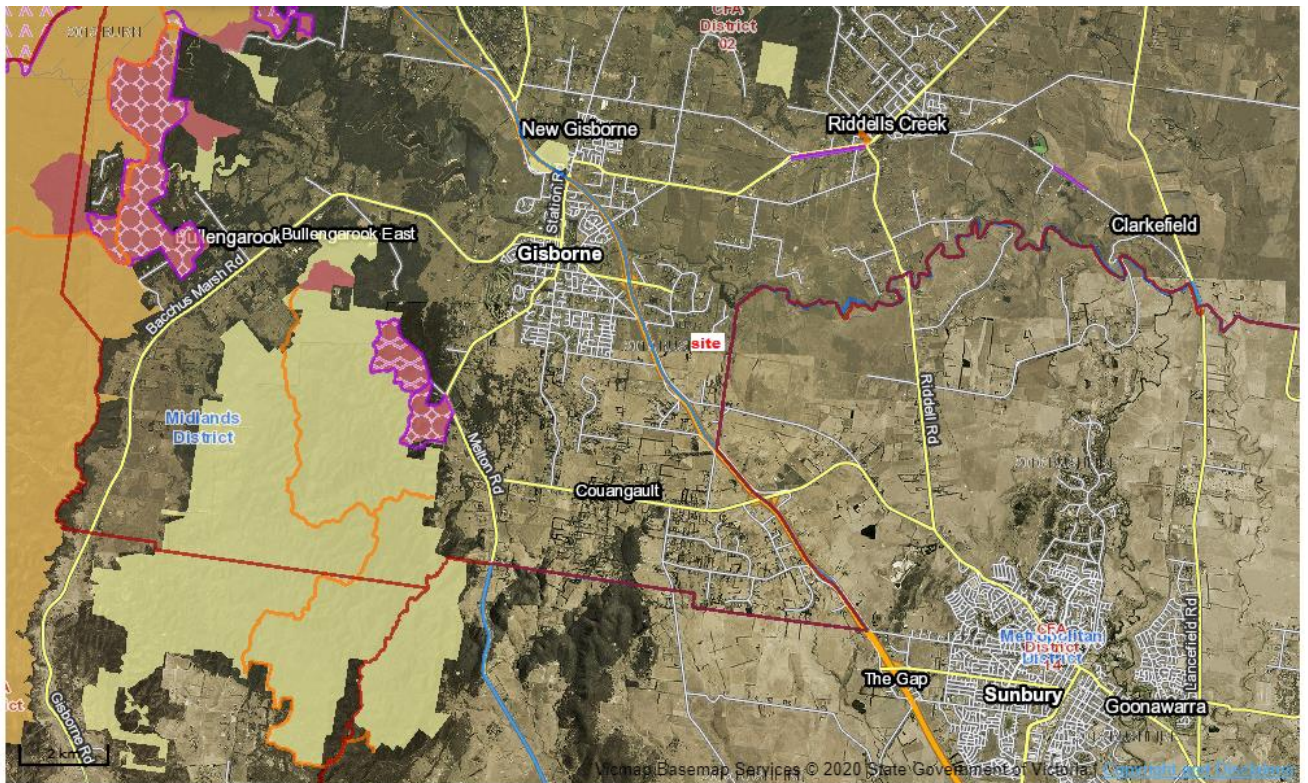 CFA
District
02
New Gisborne
Riddells Creek
Station Rd
Clarkefield
Bullengarook
Bullengarook East
Gisborne
Bacchus Marsh Rd
site
Riddell Rd
Midlands
District
Melton Rd
Couangault
Lancefield Rd
CFA
Metropolitan
District
District
The Gap
Sunbury
Goonawarra
Gisborne Rd
2 km
Vicmap Basemap Services © 2020 State Government of Victoria